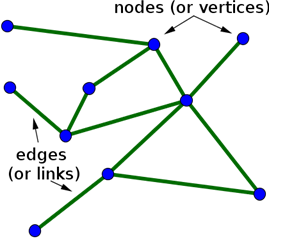 nodes (or vertices)
edges
(or links)